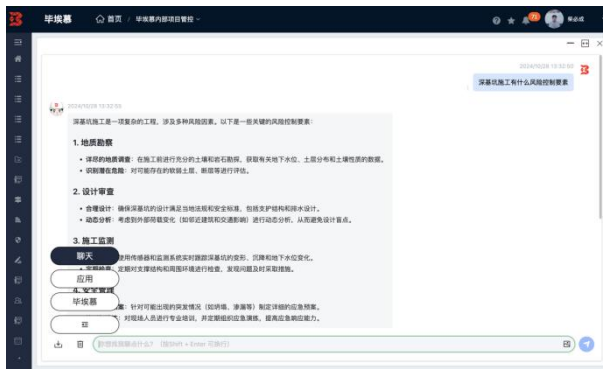 毕埃慕
首页 / 毕埃慕内部项目管控
深基坑施工有什么风险控制要素
2024/10/29 13:52:55
深基坑施工是一项复杂的工程，涉及多种风险因素。以下是一些关键的风险控制要素：
1. 地质勘察
• 详尽的地质调查：在施工前进行充分的土壤和岩石勘探，获取有关地下水位、土层分布和土壤性质的数据。
• 识别潜在危险：对可能存在的软弱土层、断层等进行评估。
2. 设计审查
• 合理设计：确保深基坑的设计满足当地法规和安全标准，包括支护结构和排水设计。
• 动态分析：考虑到外部荷载变化（如邻近建筑和交通影响）进行动态分析，从而避免设计盲点。
3. 施工监测
使用传感器和监测系统实时跟踪深基坑的变形、沉降和地下水位变化。
定期对支撑结构和周围环境进行检查，发现问题及时采取措施。
4. 安全管理
针对可能出现的突发情况（如坍塌、渗漏等）制定详细的应急预案。
对现场人员进行专业培训，并定期组织应急演练，提高应急响应能力。
聊天
应用
毕埃慕